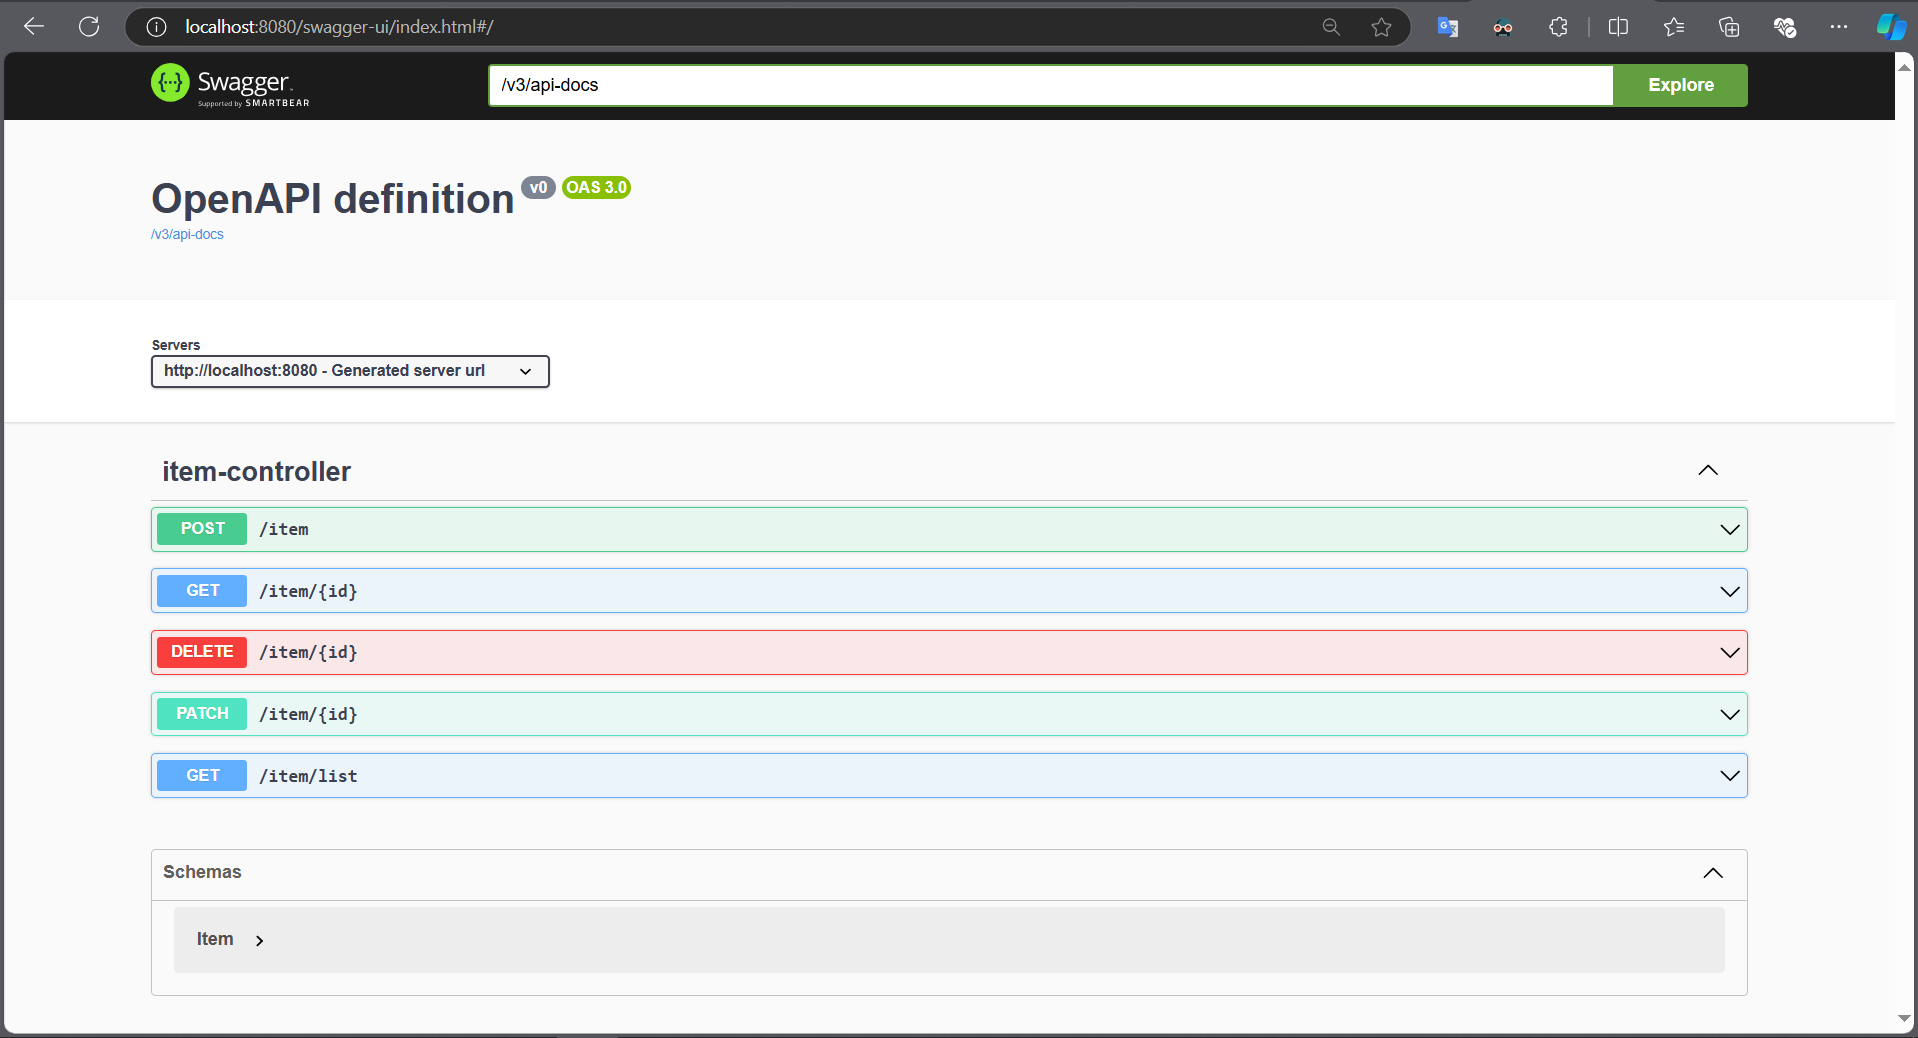 localhost:8080/swagger-ui/index.html#/
Swagger
Supported by SMARTBEAR
/v3/api-docs
Explore
OpenAPI definition v0 OAS 3.0
/v3/api-docs
Servers
http://localhost:8080 - Generated server url
item-controller
POST /item
GET /item/{id}
DELETE /item/{id}
PATCH /item/{id}
GET /item/list
Schemas
Item